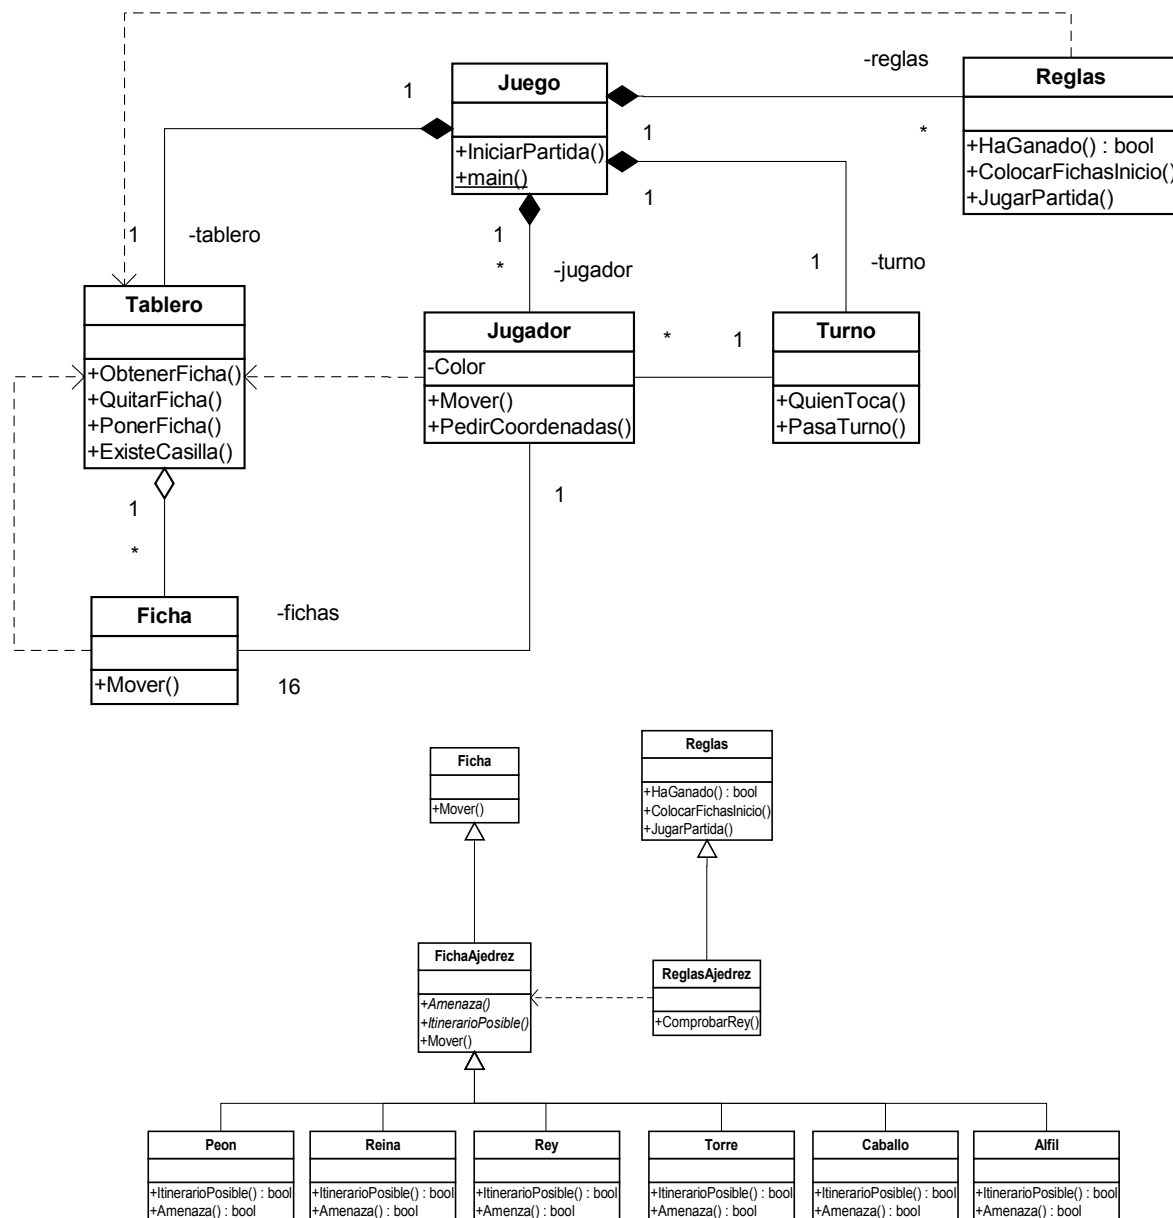 -reglas
Juego
Reglas
1
1
*
+IniciarPartida()
+main()
+HaGanado() : bool
+ColocarFichasInicio()
+JugarPartida()
1
1
-tablero
1
*
-jugador
1
-turno
Tablero
Jugador
*
1
Turno
-Color
+ObtenerFicha()
+QuitarFicha()
+PonerFicha()
+ExisteCasilla()
+Mover()
+PedirCoordenadas()
+QuienToca()
+PasaTurno()
1
*
1
Ficha
-fichas
+Mover()
16
Ficha
+Mover()
Reglas
+HaGanado() : bool
+ColocarFichasInicio()
+JugarPartida()
FichaAjedrez
+Amenaza()
+ItinerarioPosible()
+Mover()
ReglasAjedrez
+ComprobarRey()
Peon
+ItinerarioPosible() : bool
+Amenaza() : bool
Reina
+ItinerarioPosible() : bool
+Amenaza() : bool
Rey
+ItinerarioPosible() : bool
+Amenza() : bool
Torre
+ItinerarioPosible() : bool
+Amenaza() : bool
Caballo
+ItinerarioPosible() : bool
+Amenaza() : bool
Alfil
+ItinerarioPosible() : bool
+Amenaza() : bool